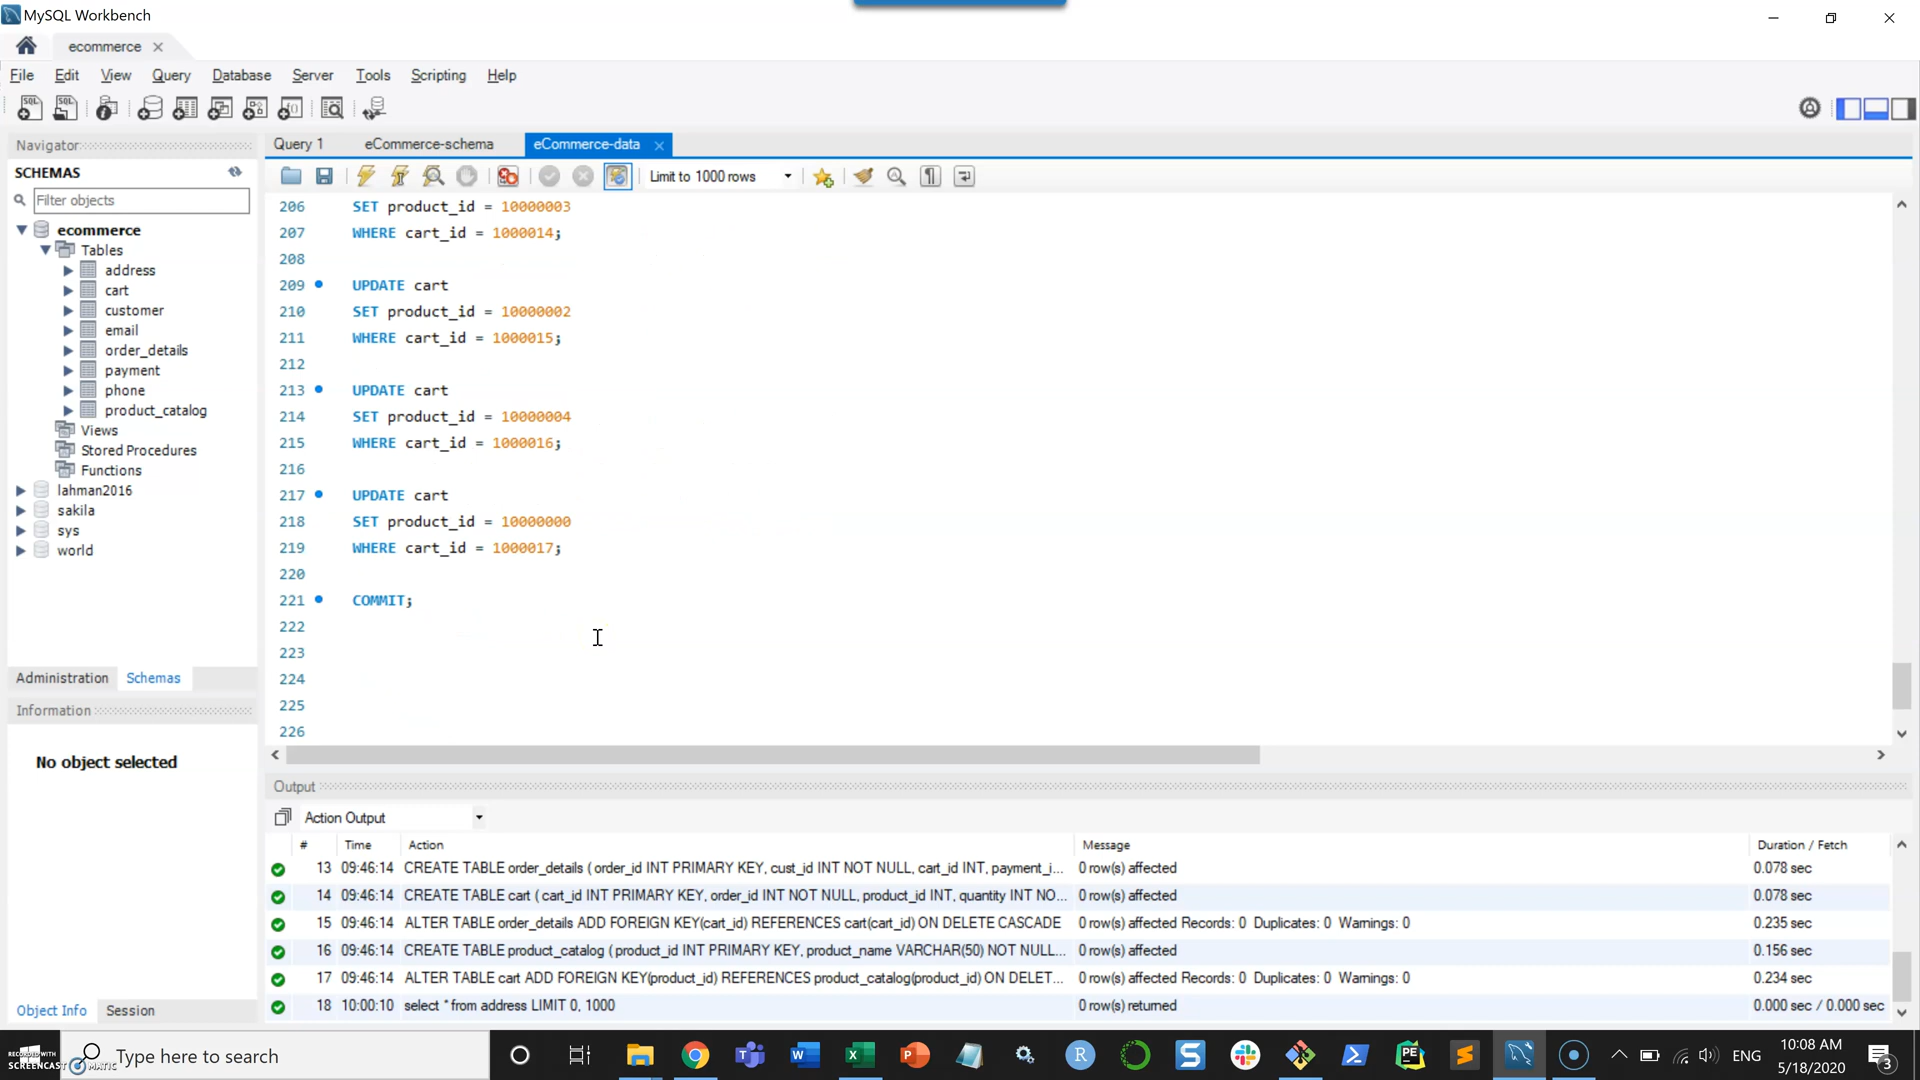 MySQL Workbench
ecommerce
File Edit View Query Database Server Tools Scripting Help
Navigator
SCHEMAS
Filter objects
ecommerce
Tables
address
cart
customer
email
order_details
payment
phone
product_catalog
Views
Stored Procedures
Functions
lahman2016
sakila
sys
world
Administration Schemas
Information
No object selected
Object Info Session
Query 1 eCommerce-schema eCommerce-data
Limit to 1000 rows
206 SET product_id = 10000003
207 WHERE cart_id = 1000014;
208
209 UPDATE cart
210 SET product_id = 10000002
211 WHERE cart_id = 1000015;
212
213 UPDATE cart
214 SET product_id = 10000004
215 WHERE cart_id = 1000016;
216
217 UPDATE cart
218 SET product_id = 10000000
219 WHERE cart_id = 1000017;
220
221 COMMIT;
222
223
224
225
226
Output
Action Output
# Time Action Message Duration / Fetch
13 09:46:14 CREATE TABLE order_details ( order_id INT PRIMARY KEY, cust_id INT NOT NULL, cart_id INT, payment_i... 0 row(s) affected 0.078 sec
14 09:46:14 CREATE TABLE cart ( cart_id INT PRIMARY KEY, order_id INT NOT NULL, product_id INT, quantity INT NO... 0 row(s) affected 0.078 sec
15 09:46:14 ALTER TABLE order_details ADD FOREIGN KEY(cart_id) REFERENCES cart(cart_id) ON DELETE CASCADE 0 row(s) affected Records: 0 Duplicates: 0 Warnings: 0 0.235 sec
16 09:46:14 CREATE TABLE product_catalog ( product_id INT PRIMARY KEY, product_name VARCHAR(50) NOT NULL... 0 row(s) affected 0.156 sec
17 09:46:14 ALTER TABLE cart ADD FOREIGN KEY(product_id) REFERENCES product_catalog(product_id) ON DELET... 0 row(s) affected Records: 0 Duplicates: 0 Warnings: 0 0.234 sec
18 10:00:10 select * from address LIMIT 0, 1000 0 row(s) returned 0.000 sec / 0.000 sec
RECORDED WITH
SCREENCAST MATIC
Type here to search
ENG
10:08 AM
5/18/2020
3